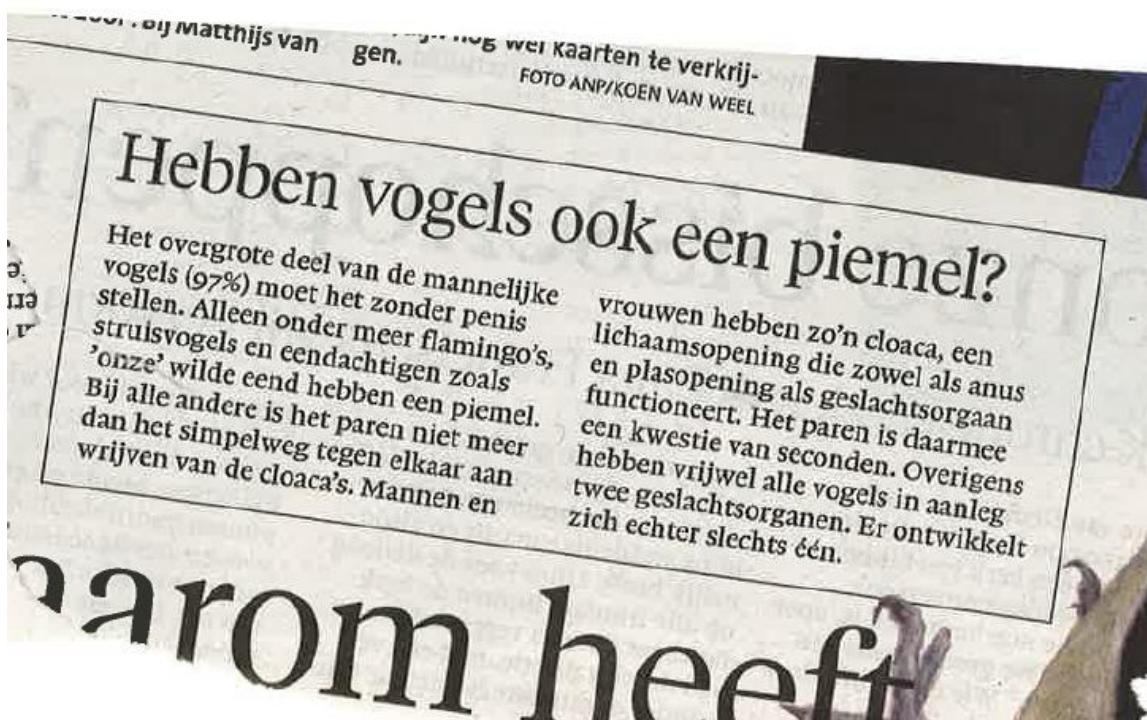 Bij Matthijs van
gen.
nog wel kaarten te verkrij-
FOTO ANP/KOEN VAN WEEL
Hebben vogels ook een piemel?
Het overgrote deel van de mannelijke
vogels (97%) moet het zonder penis
stellen. Alleen onder meer flamingo's,
struisvogels en eendachtigen zoals
'onze' wilde eend hebben een piemel.
Bij alle andere is het paren niet meer
dan het simpelweg tegen elkaar aan
wrijven van de cloaca's. Mannen en
vrouwen hebben zo'n cloaca, een
lichaamsopening die zowel als anus
en plasopening als geslachtsorgaan
functioneert. Het paren is daarmee
een kwestie van seconden. Overigens
hebben vrijwel alle vogels in aanleg
twee geslachtsorganen. Er ontwikkelt
zich echter slechts één.
aarom heeft